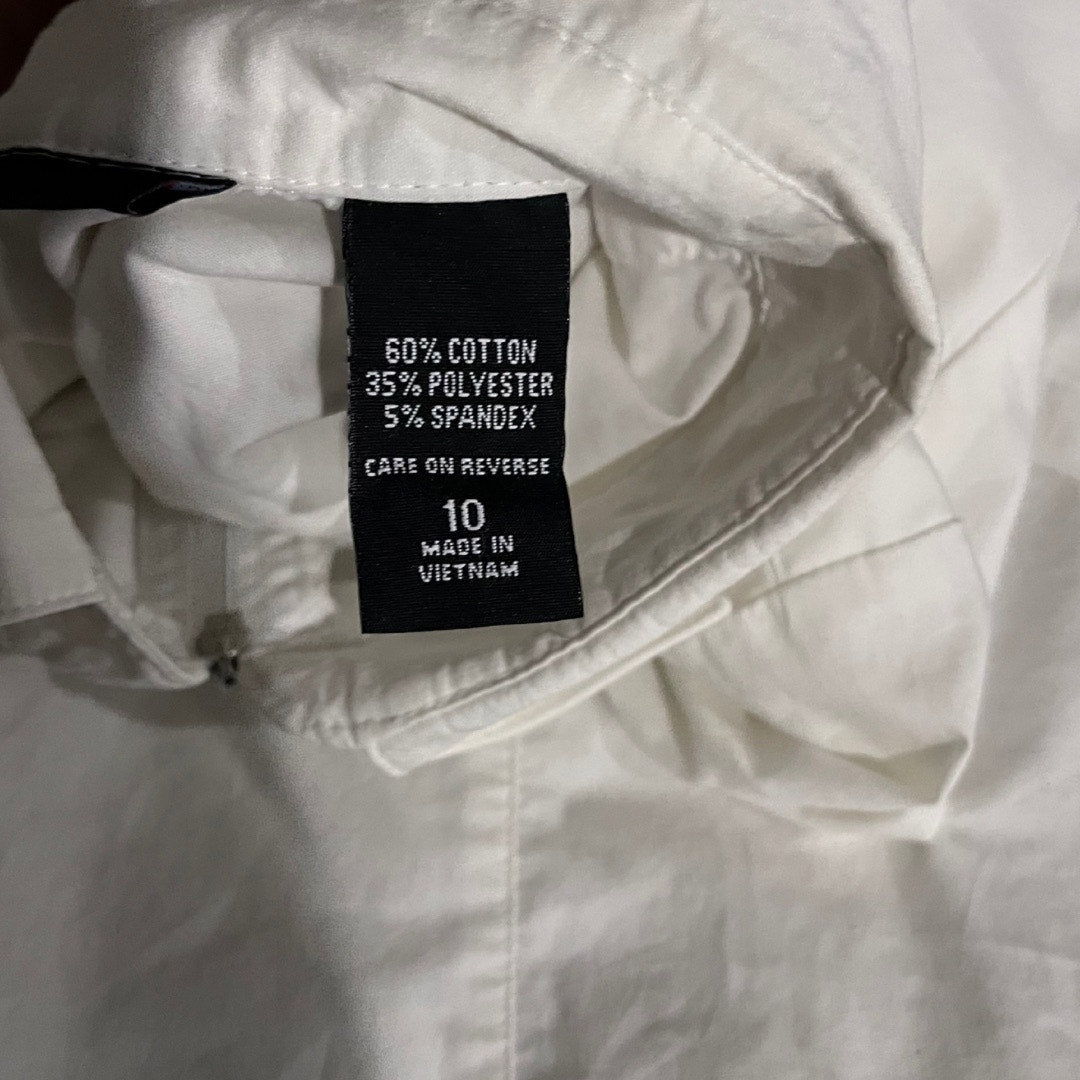 60% COTTON
35% POLYESTER
5% SPANDEX
CARE ON REVERSE
10
MADE IN
VIETNAM